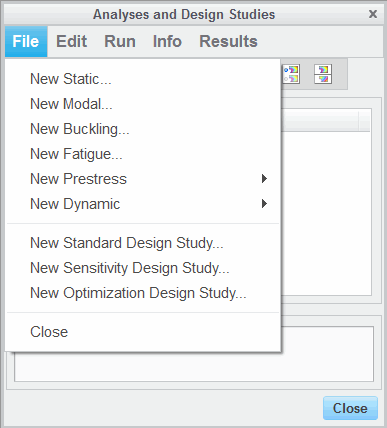 Analyses and Design Studies x
File Edit Run Info Results
New Static...
New Modal...
New Buckling...
New Fatigue...
New Prestress
New Dynamic
New Standard Design Study...
New Sensitivity Design Study...
New Optimization Design Study...
Close
Close